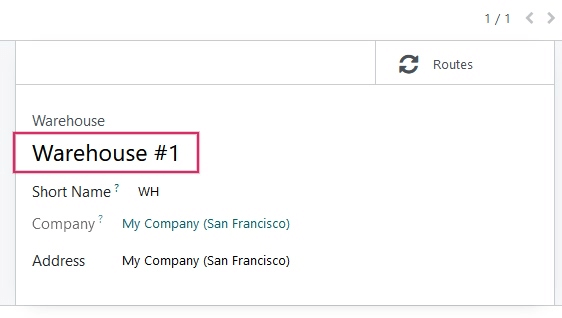 1 / 1
Routes
Warehouse
Warehouse #1
Short Name ? WH
Company ? My Company (San Francisco)
Address My Company (San Francisco)